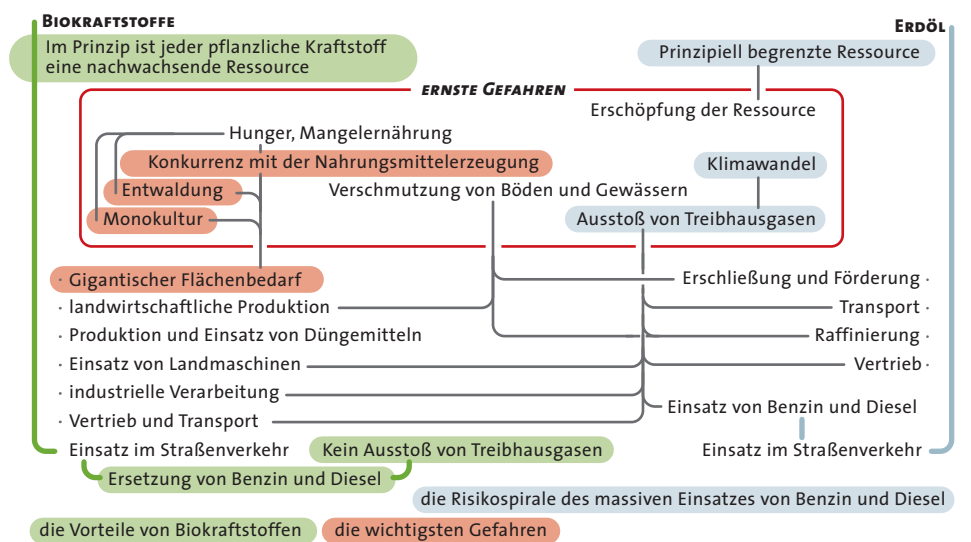 BIOKRAFTSTOFFE
ERDÖL
Im Prinzip ist jeder pflanzliche Kraftstoff
eine nachwachsende Ressource
Prinzipiell begrenzte Ressource
ERNSTE GEFAHREN
Erschöpfung der Ressource
Hunger, Mangelernährung
Konkurrenz mit der Nahrungsmittelerzeugung
Klimawandel
Entwaldung
Verschmutzung von Böden und Gewässern
Monokultur
Ausstoß von Treibhausgasen
· Gigantischer Flächenbedarf
Erschließung und Förderung ·
· landwirtschaftliche Produktion
Transport ·
· Produktion und Einsatz von Düngemitteln
Raffinierung ·
· Einsatz von Landmaschinen
Vertrieb ·
· industrielle Verarbeitung
Einsatz von Benzin und Diesel
· Vertrieb und Transport
Einsatz im Straßenverkehr
Kein Ausstoß von Treibhausgasen
Einsatz im Straßenverkehr
Ersetzung von Benzin und Diesel
die Risikospirale des massiven Einsatzes von Benzin und Diesel
die Vorteile von Biokraftstoffen
die wichtigsten Gefahren